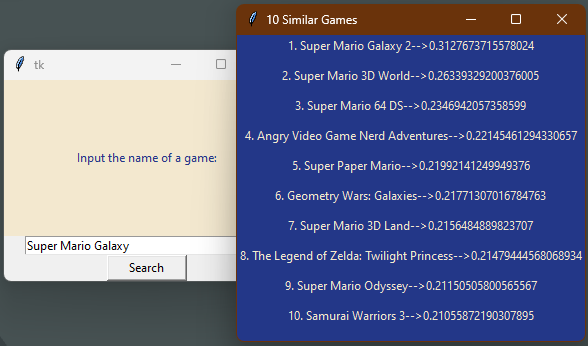 tk
Input the name of a game:
Super Mario Galaxy
Search
10 Similar Games
1. Super Mario Galaxy 2-->0.3127673715578024
2. Super Mario 3D World-->0.26339329200376005
3. Super Mario 64 DS-->0.2346942057358599
4. Angry Video Game Nerd Adventures-->0.22145461294330657
5. Super Paper Mario-->0.21992141249949376
6. Geometry Wars: Galaxies-->0.21771307016784763
7. Super Mario 3D Land-->0.2156484889823707
8. The Legend of Zelda: Twilight Princess-->0.21479444568068934
9. Super Mario Odyssey-->0.21150505800565567
10. Samurai Warriors 3-->0.21055872190307895